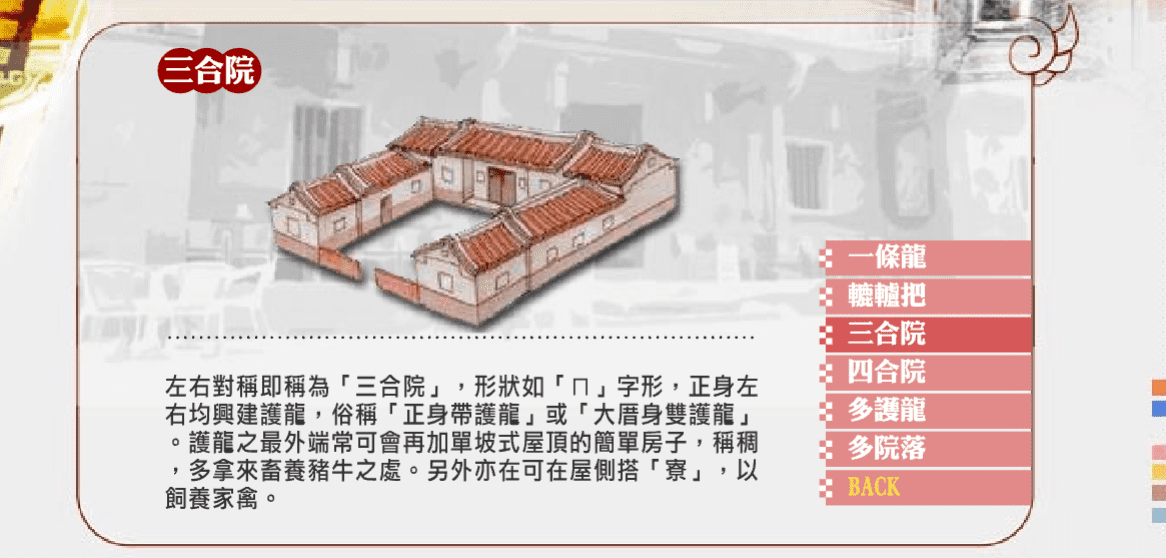 三合院
左右對稱即稱為「三合院」，形狀如「ㄇ」字形，正身左
右均興建護龍，俗稱「正身帶護龍」或「大厝身雙護龍」
。護龍之最外端常可會再加單坡式屋頂的簡單房子，稱稠
，多拿來畜養豬牛之處。另外亦在可在屋側搭「寮」，以
飼養家禽。
一條龍
轆轤把
三合院
四合院
多護龍
多院落
BACK